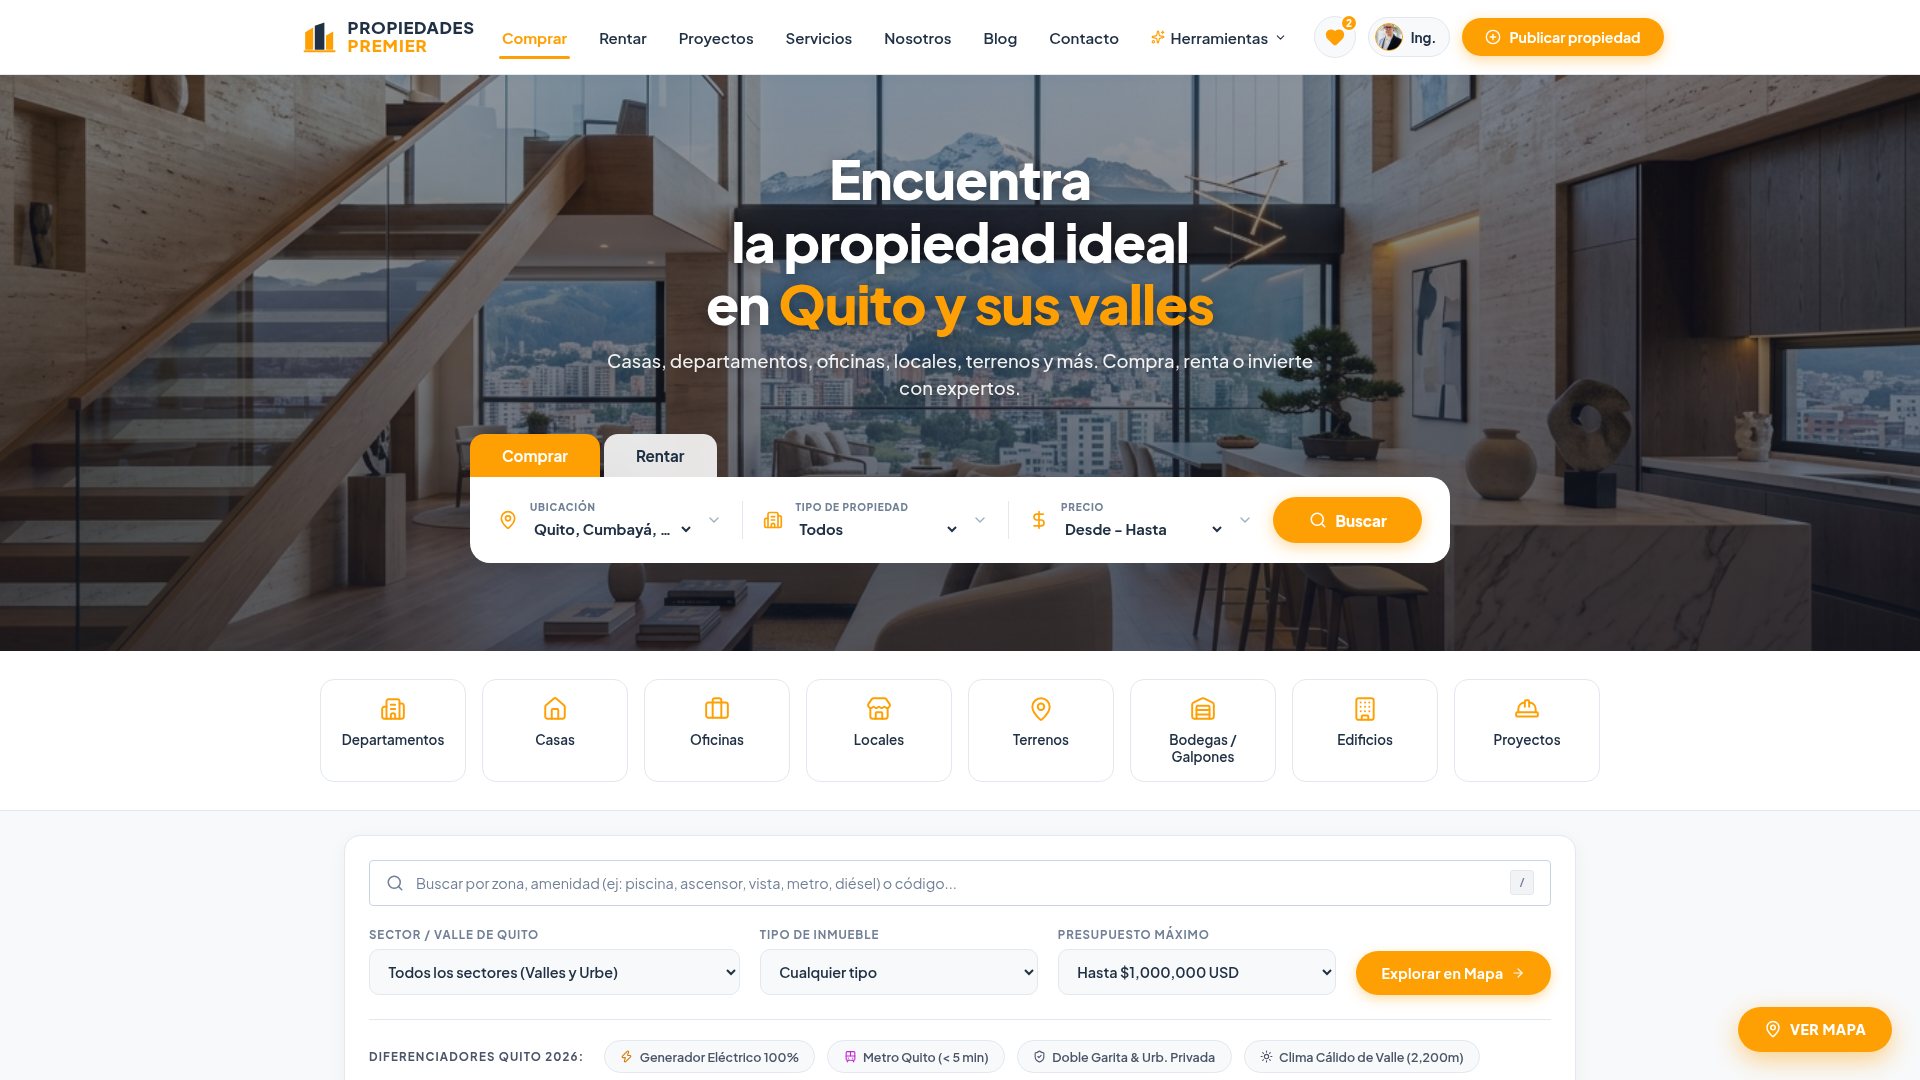 PROPIEDADES
PREMIER
Comprar
Rentar
Proyectos
Servicios
Nosotros
Blog
Contacto
Herramientas
2
Ing.
Publicar propiedad
Encuentra
la propiedad ideal
en Quito y sus valles
Casas, departamentos, oficinas, locales, terrenos y más. Compra, renta o invierte
con expertos.
Comprar
Rentar
UBICACIÓN
Quito, Cumbayá, ...
TIPO DE PROPIEDAD
Todos
PRECIO
Desde - Hasta
Buscar
Departamentos
Casas
Oficinas
Locales
Terrenos
Bodegas /
Galpones
Edificios
Proyectos
Buscar por zona, amenidad (ej: piscina, ascensor, vista, metro, diésel) o código...
/
SECTOR / VALLE DE QUITO
TIPO DE INMUEBLE
PRESUPUESTO MÁXIMO
Todos los sectores (Valles y Urbe)
Cualquier tipo
Hasta $1,000,000 USD
Explorar en Mapa
VER MAPA
DIFERENCIADORES QUITO 2026:
Generador Eléctrico 100%
Metro Quito (< 5 min)
Doble Garita & Urb. Privada
Clima Cálido de Valle (2,200m)